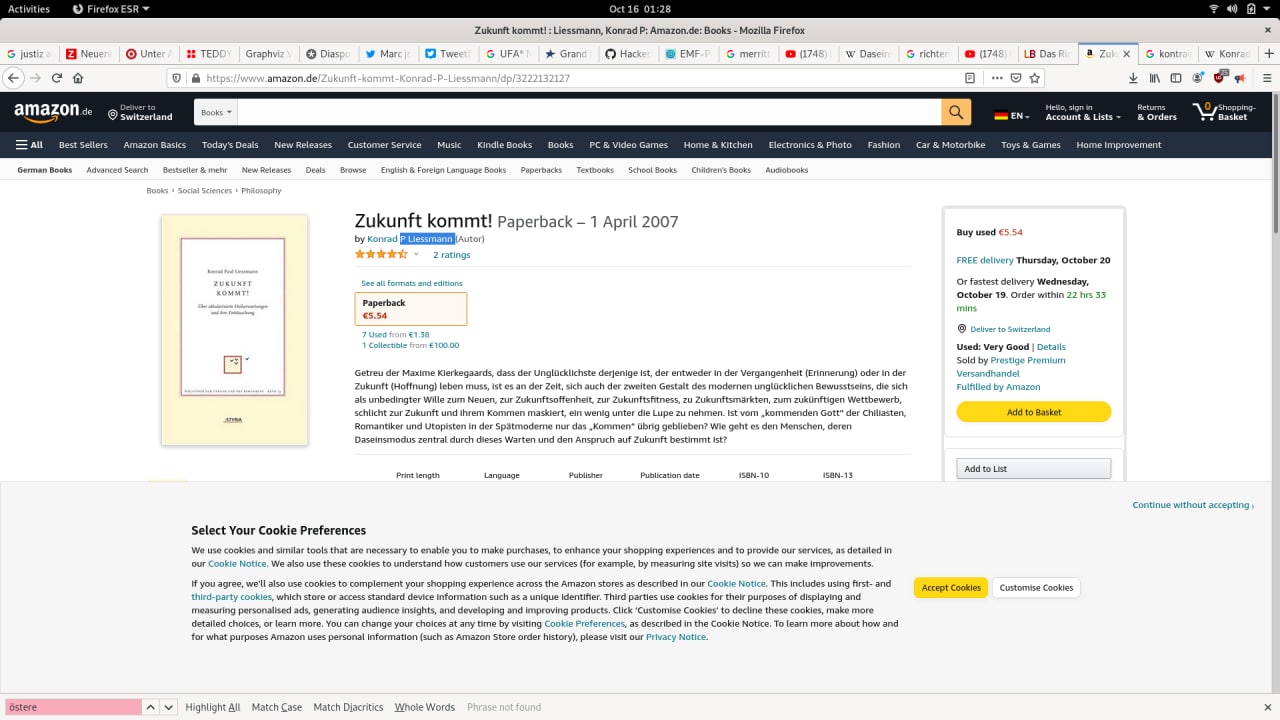 Activities Firefox ESR Oct 16 01:28
Zukunft kommt! : Liessmann, Konrad P: Amazon.de: Books - Mozilla Firefox
justiz a Neuen Unter TEDDY Graphviz Diaspo Marc je TweetD UFA* N Grand Hacker EMF-P merritt (1748) Dasein richter (1748) Das Ric Zuk kontra Konrad
https://www.amazon.de/Zukunft-kommt-Konrad-P-Liessmann/dp/3222132127
amazon.de Deliver to Switzerland Books EN Hello, sign in Account & Lists Returns & Orders 0 Shopping-Basket
All Best Sellers Amazon Basics Today's Deals New Releases Customer Service Music Kindle Books Books PC & Video Games Home & Kitchen Electronics & Photo Fashion Car & Motorbike Toys & Games Home Improvement
German Books Advanced Search Bestseller & mehr New Releases Deals Browse English & Foreign Language Books Paperbacks Textbooks School Books Children's Books Audiobooks
Books › Social Sciences › Philosophy
Konrad Paul Liessmann
ZUKUNFT
KOMMT!
Über säkularisierte Heilserwartungen
und ihre Enttäuschung
STYRIA
Zukunft kommt! Paperback – 1 April 2007
by Konrad P Liessmann (Autor)
2 ratings
See all formats and editions
Paperback
€5.54
7 Used from €1.38
1 Collectible from €100.00
Getreu der Maxime Kierkegaards, dass der Unglücklichste derjenige ist, der entweder in der Vergangenheit (Erinnerung) oder in der
Zukunft (Hoffnung) leben muss, ist es an der Zeit, sich auch der zweiten Gestalt des modernen unglücklichen Bewusstseins, die sich
als unbedingter Wille zum Neuen, zur Zukunftsoffenheit, zur Zukunftsfitness, zu Zukunftsmärkten, zum zukünftigen Wettbewerb,
schlicht zur Zukunft und ihrem Kommen maskiert, ein wenig unter die Lupe zu nehmen. Ist vom „kommenden Gott“ der Chiliasten,
Romantiker und Utopisten in der Spätmoderne nur das „Kommen“ übrig geblieben? Wie geht es den Menschen, deren
Daseinsmodus zentral durch dieses Warten und den Anspruch auf Zukunft bestimmt ist?
Print length Language Publisher Publication date ISBN-10 ISBN-13
Buy used €5.54
FREE delivery Thursday, October 20
Or fastest delivery Wednesday,
October 19. Order within 22 hrs 33
mins
Deliver to Switzerland
Used: Very Good | Details
Sold by Prestige Premium
Versandhandel
Fulfilled by Amazon
Add to Basket
Add to List
Continue without accepting ›
Select Your Cookie Preferences
We use cookies and similar tools that are necessary to enable you to make purchases, to enhance your shopping experiences and to provide our services, as detailed in
our Cookie Notice. We also use these cookies to understand how customers use our services (for example, by measuring site visits) so we can make improvements.
If you agree, we'll also use cookies to complement your shopping experience across the Amazon stores as described in our Cookie Notice. This includes using first- and
third-party cookies, which store or access standard device information such as a unique identifier. Third parties use cookies for their purposes of displaying and
measuring personalised ads, generating audience insights, and developing and improving products. Click 'Customise Cookies' to decline these cookies, make more
detailed choices, or learn more. You can change your choices at any time by visiting Cookie Preferences, as described in the Cookie Notice. To learn more about how and
for what purposes Amazon uses personal information (such as Amazon Store order history), please visit our Privacy Notice.
Accept Cookies Customise Cookies
östere Highlight All Match Case Match Diacritics Whole Words Phrase not found